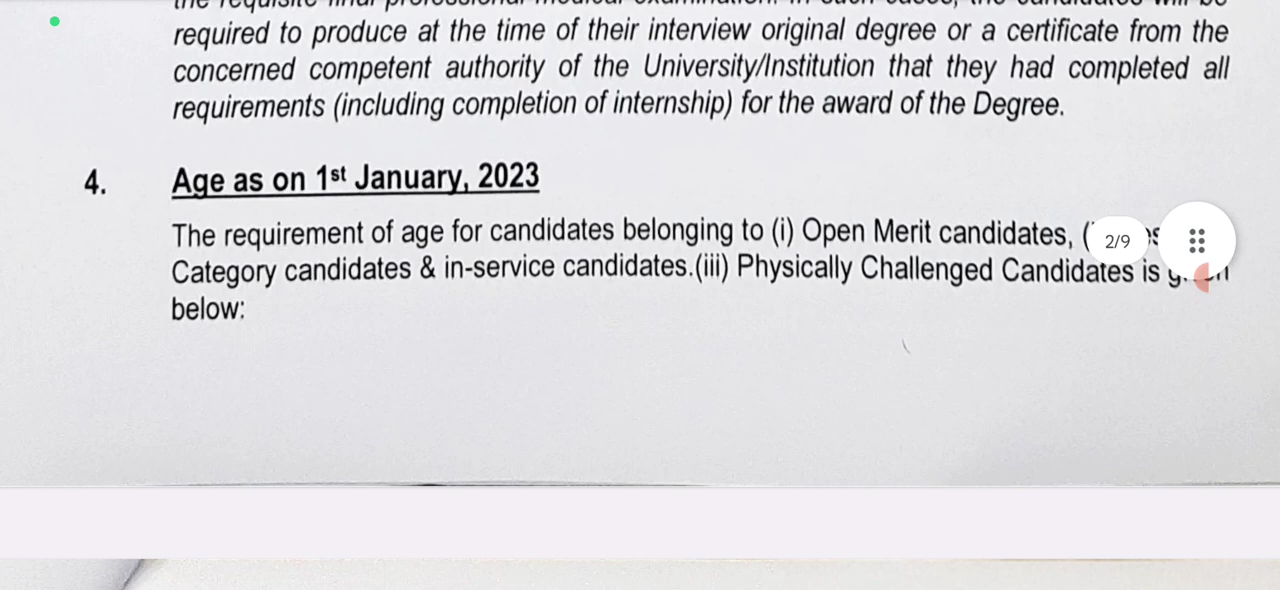 required to produce at the time of their interview original degree or a certificate from the
concerned competent authority of the University/Institution that they had completed all
requirements (including completion of internship) for the award of the Degree.
4. Age as on 1st January, 2023
The requirement of age for candidates belonging to (i) Open Merit candidates,
2/9
Category candidates & in-service candidates.(iii) Physically Challenged Candidates is
below: